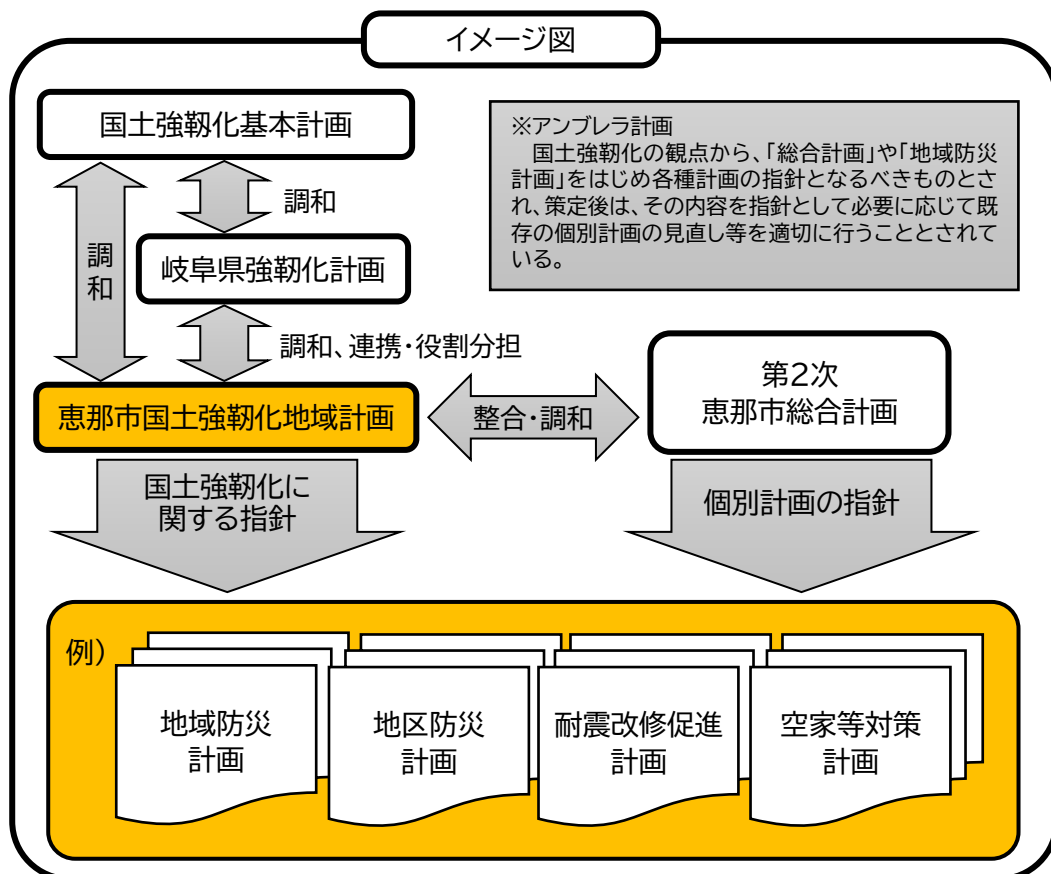 イメージ図
国土強靱化基本計画
※アンブレラ計画
国土強靱化の観点から、「総合計画」や「地域防災
計画」をはじめ各種計画の指針となるべきものとさ
れ、策定後は、その内容を指針として必要に応じて既
存の個別計画の見直し等を適切に行うこととされて
いる。
調和
調
和
岐阜県強靱化計画
調和、連携・役割分担
第2次
恵那市総合計画
恵那市国土強靱化地域計画
整合・調和
国土強靱化に
関する指針
個別計画の指針
例）
地域防災
計画
地区防災
計画
耐震改修促進
計画
空家等対策
計画